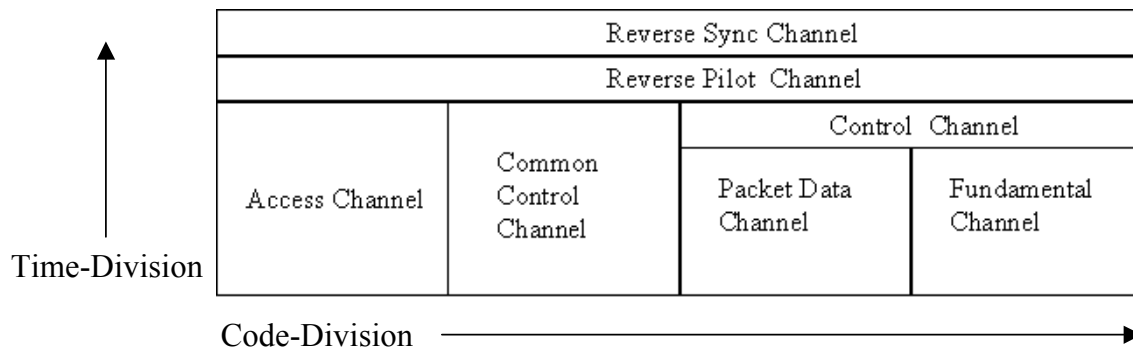 Reverse Sync Channel
Reverse Pilot Channel
Control Channel
Access Channel
Common
Control
Channel
Packet Data
Channel
Fundamental
Channel
Time-Division
Code-Division